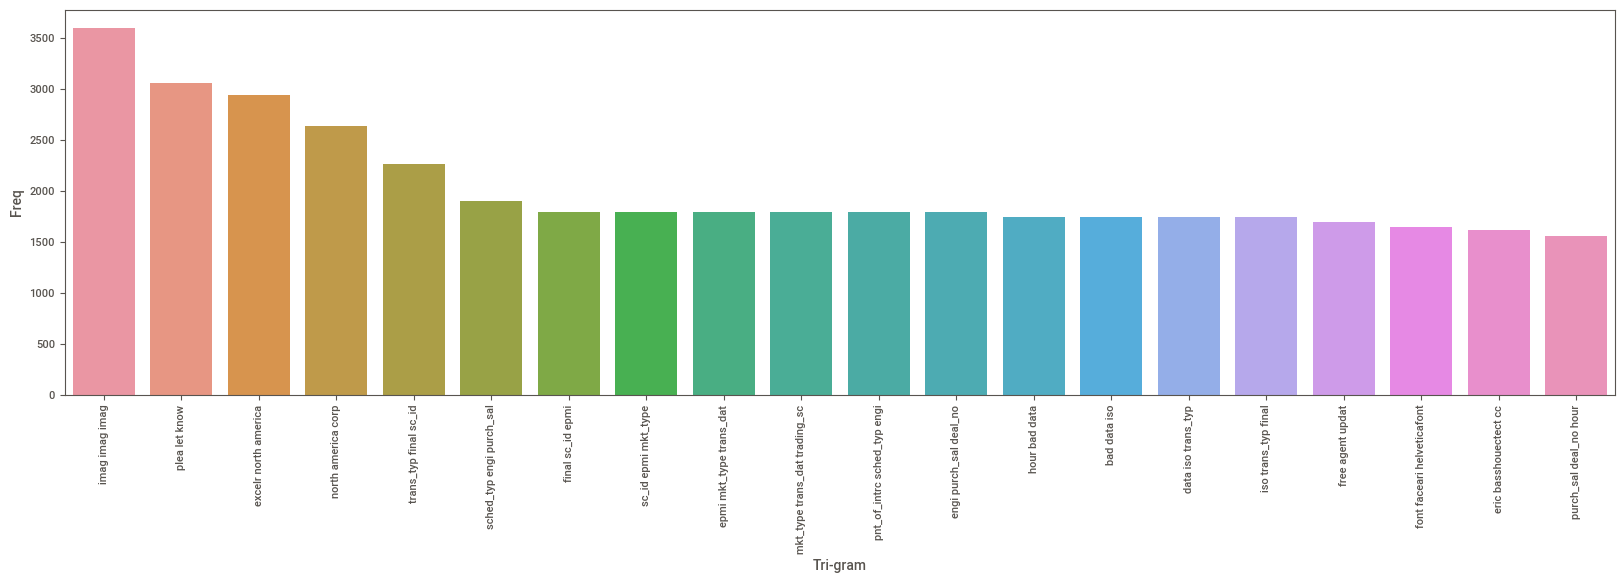 3500
3000
2500
2000
1500
1000
500
0
Freq
imag imag imag
plea let know
excelr north america
north america corp
trans_typ final sc_id
sched_typ engi purch_sal
final sc_id epmi
sc_id epmi mkt_type
epmi mkt_type trans_dat
mkt_type trans_dat trading_sc
pnt_of_intrc sched_typ engi
engi purch_sal deal_no
hour bad data
bad data iso
data iso trans_typ
iso trans_typ final
free agent updat
font faceari helveticafont
eric basshouectect cc
purch_sal deal_no hour
Tri-gram